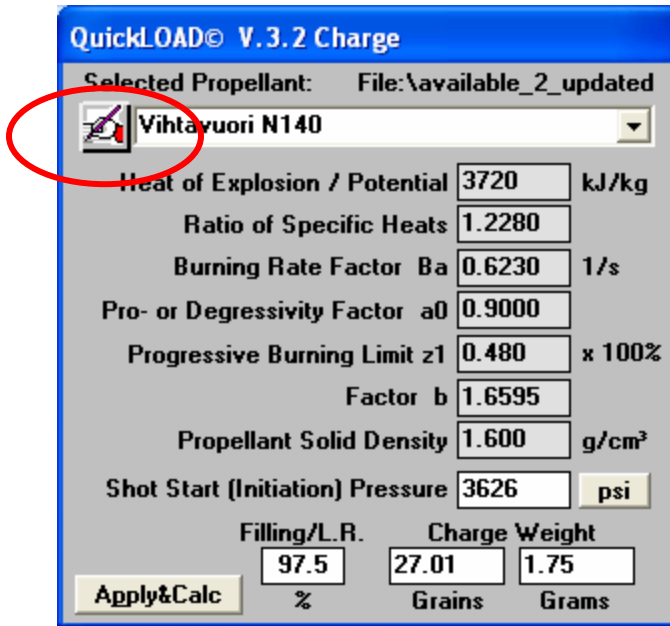 QuickLOAD© V.3.2 Charge
Selected Propellant: File:\available_2_updated
Vihtavuori N140
Heat of Explosion / Potential 3720 kJ/kg
Ratio of Specific Heats 1.2280
Burning Rate Factor Ba 0.6230 1/s
Pro- or Degressivity Factor a0 0.9000
Progressive Burning Limit z1 0.480 x 100%
Factor b 1.6595
Propellant Solid Density 1.600 g/cm³
Shot Start (Initiation) Pressure 3626 psi
Filling/L.R. Charge Weight
97.5 27.01 1.75
Apply&Calc % Grains Grams